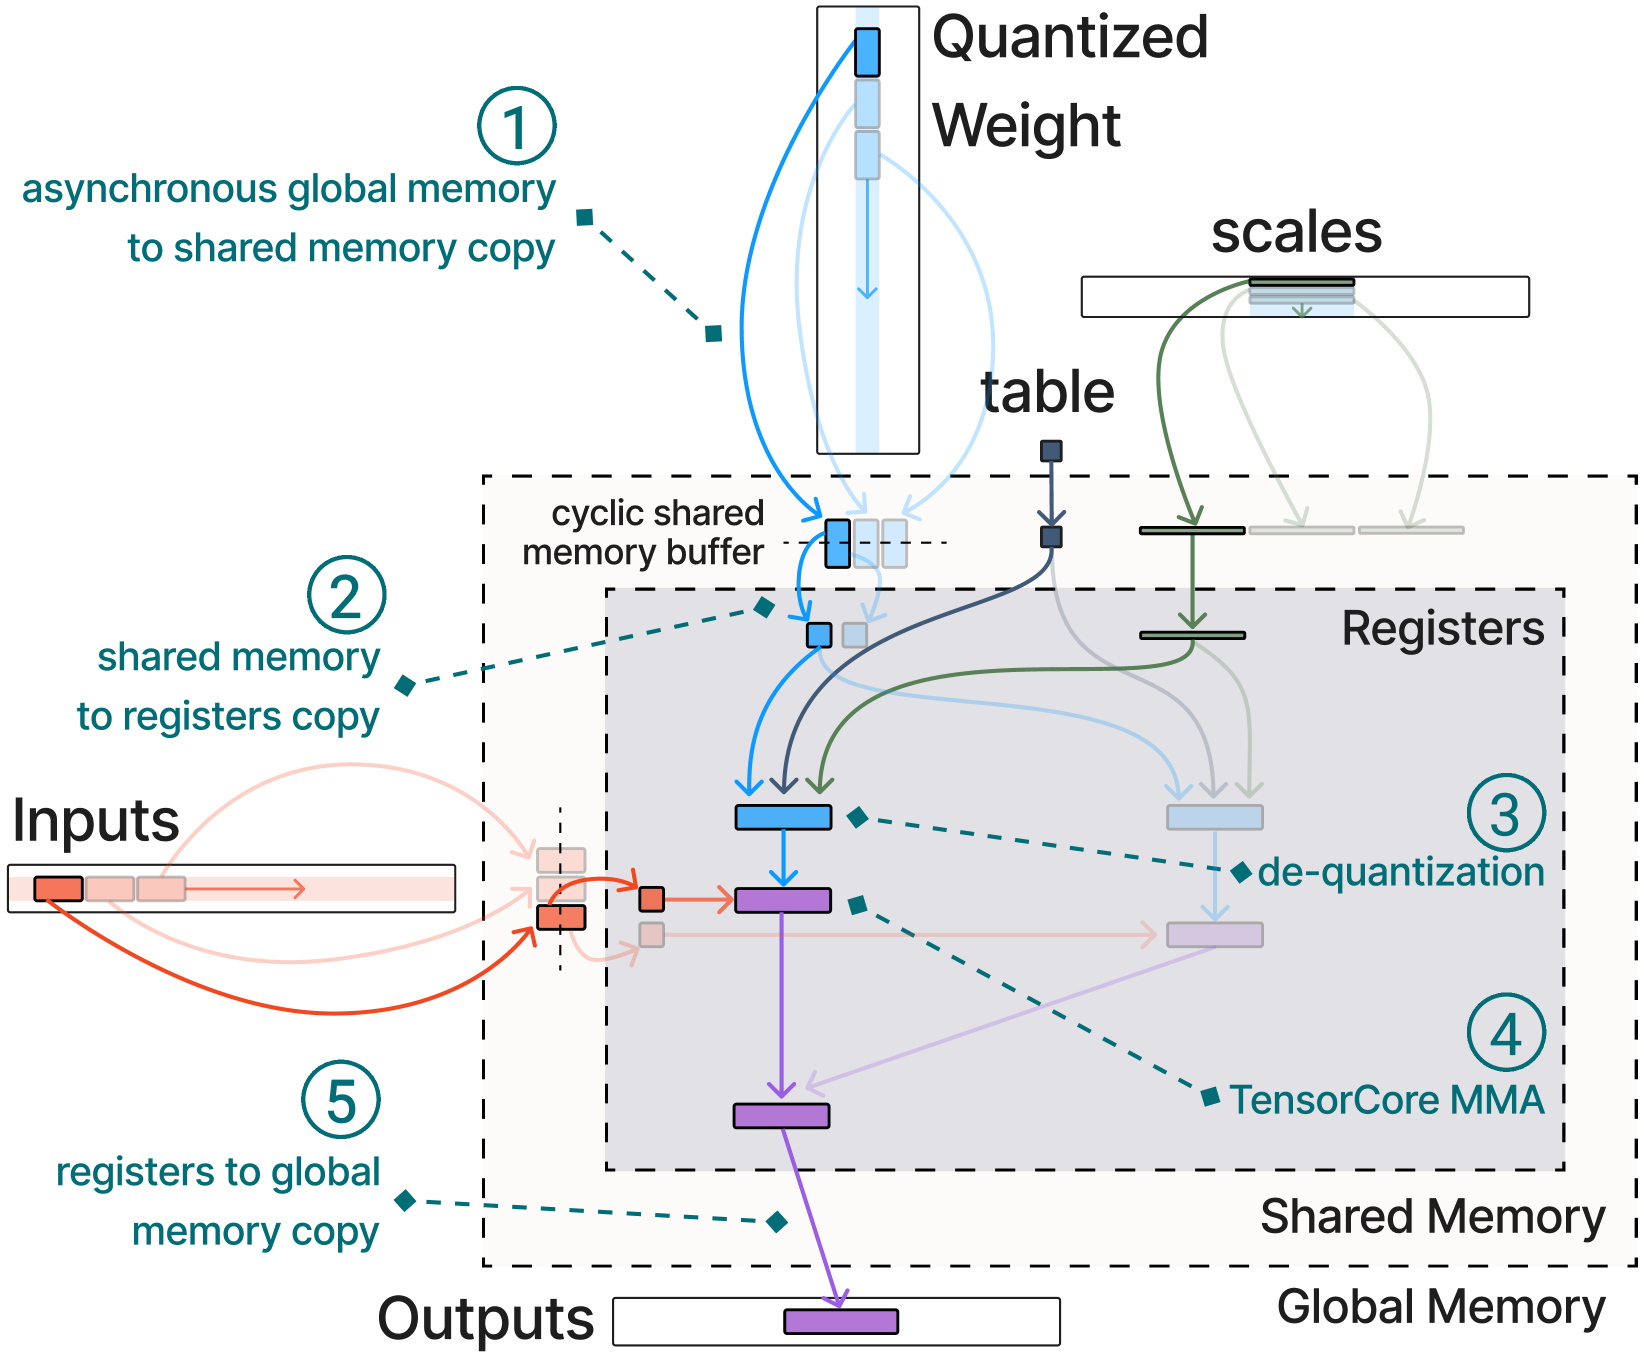 Quantized
Weight
1
asynchronous global memory
to shared memory copy
scales
table
cyclic shared
memory buffer
2
shared memory
to registers copy
Registers
Inputs
3
de-quantization
4
TensorCore MMA
5
registers to global
memory copy
Shared Memory
Outputs
Global Memory